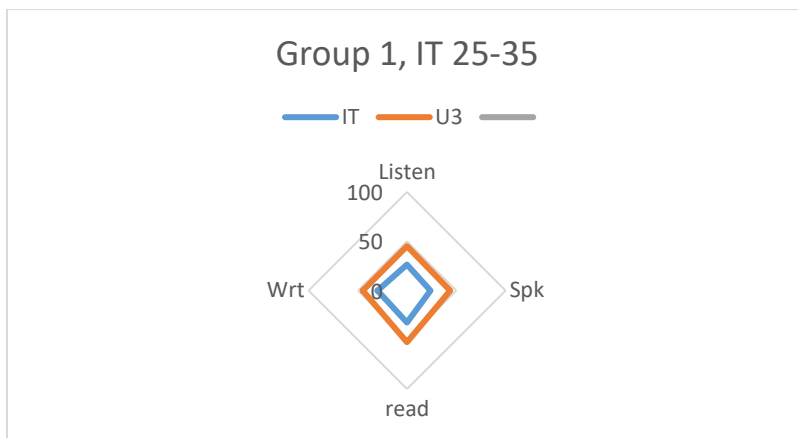 Group 1, IT 25-35
IT U3
Listen
100
50
Wrt 0 Spk
read